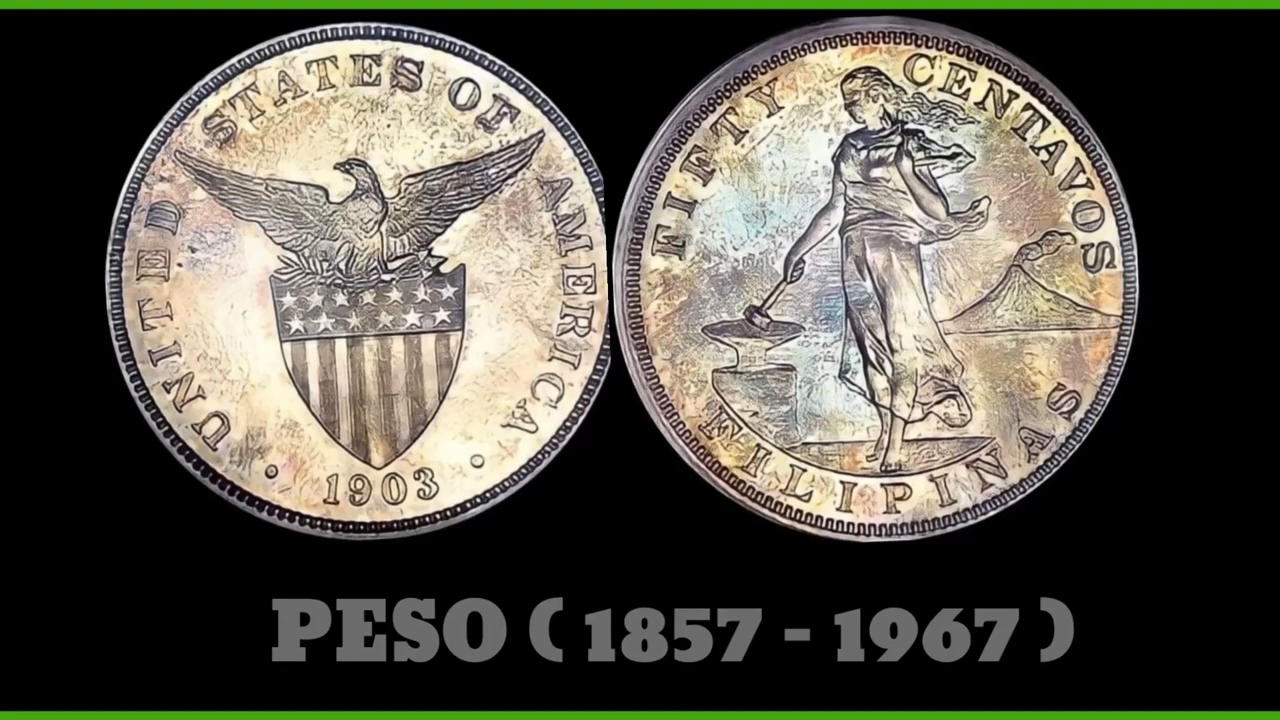 UNITED STATES OF AMERICA
· 1903 ·
FIFTY CENTAVOS
FILIPINAS
PESO ( 1857 - 1967 )